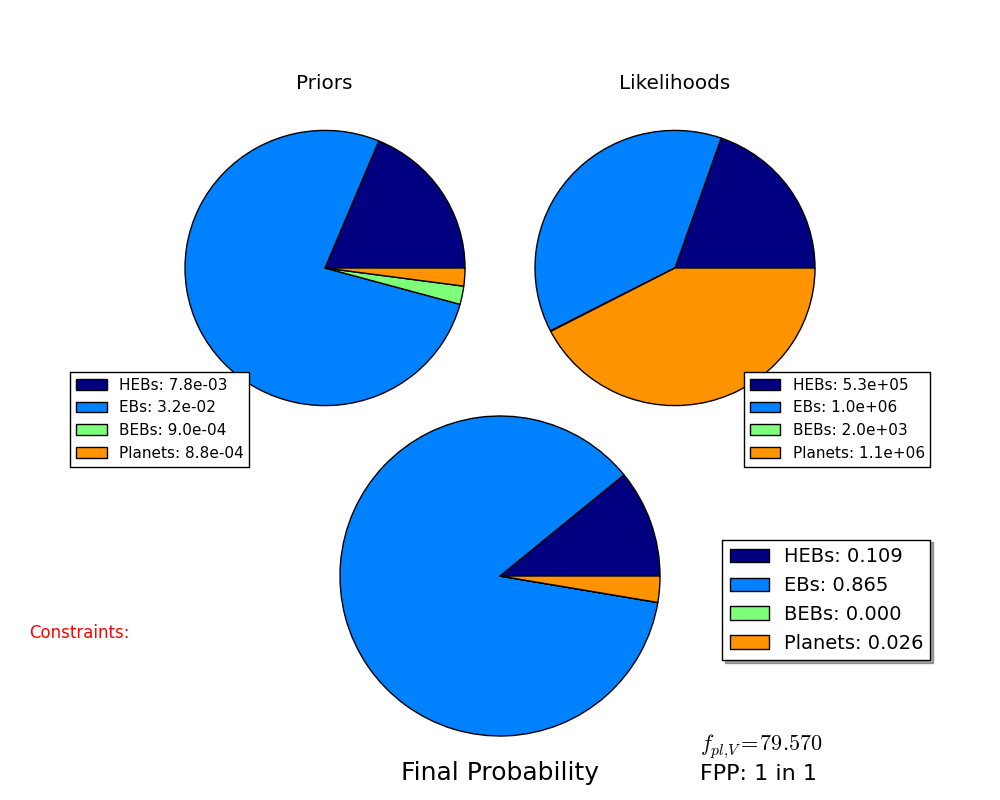 Priors
Likelihoods
HEBs: 7.8e-03
EBs: 3.2e-02
BEBs: 9.0e-04
Planets: 8.8e-04
HEBs: 5.3e+05
EBs: 1.0e+06
BEBs: 2.0e+03
Planets: 1.1e+06
HEBs: 0.109
EBs: 0.865
BEBs: 0.000
Planets: 0.026
Constraints:
f_{pl,V}=79.570
Final Probability
FPP: 1 in 1